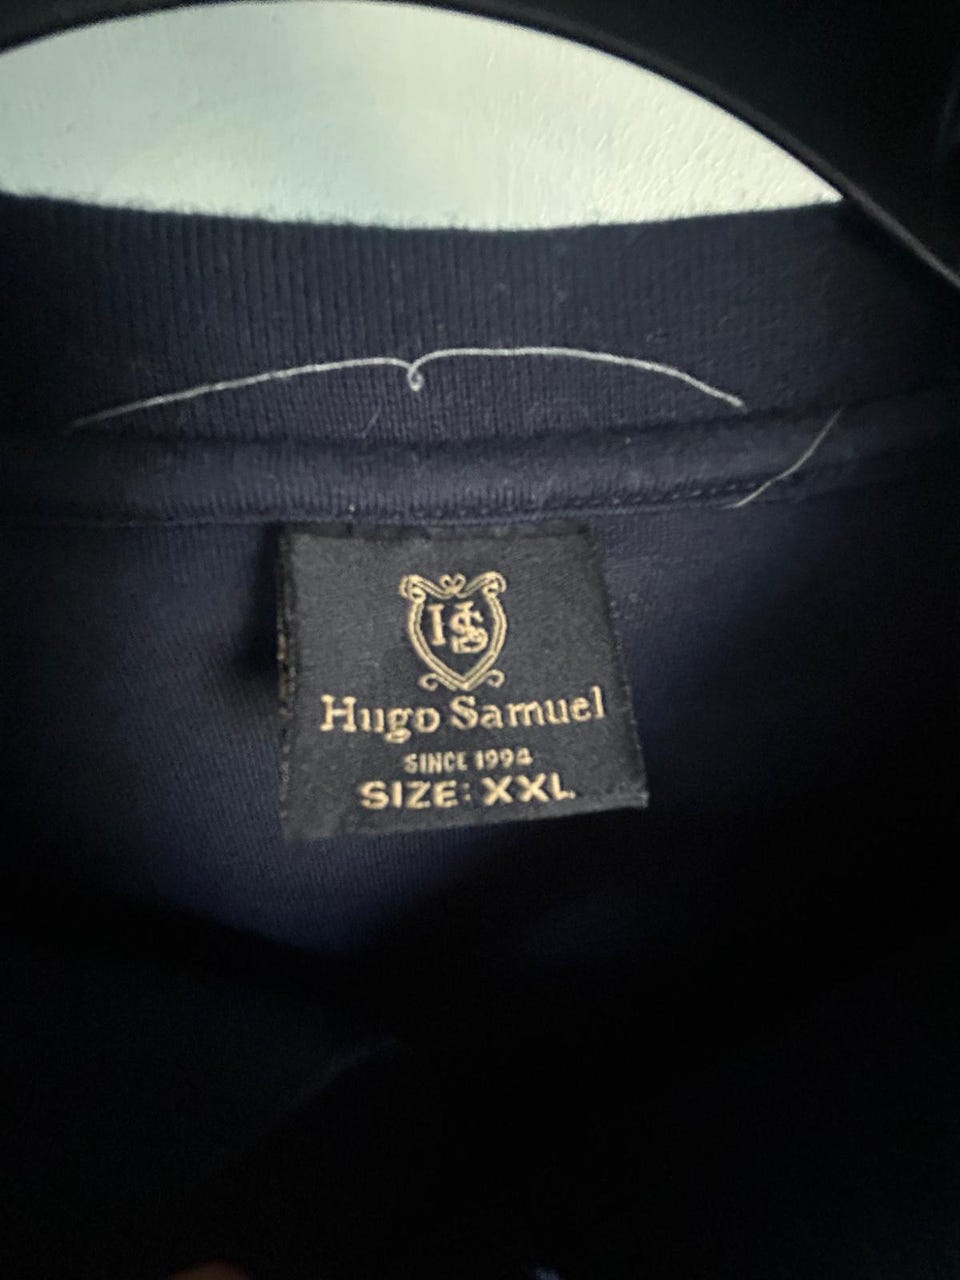 HS
Hugo Samuel
SINCE 1994
SIZE: XXL